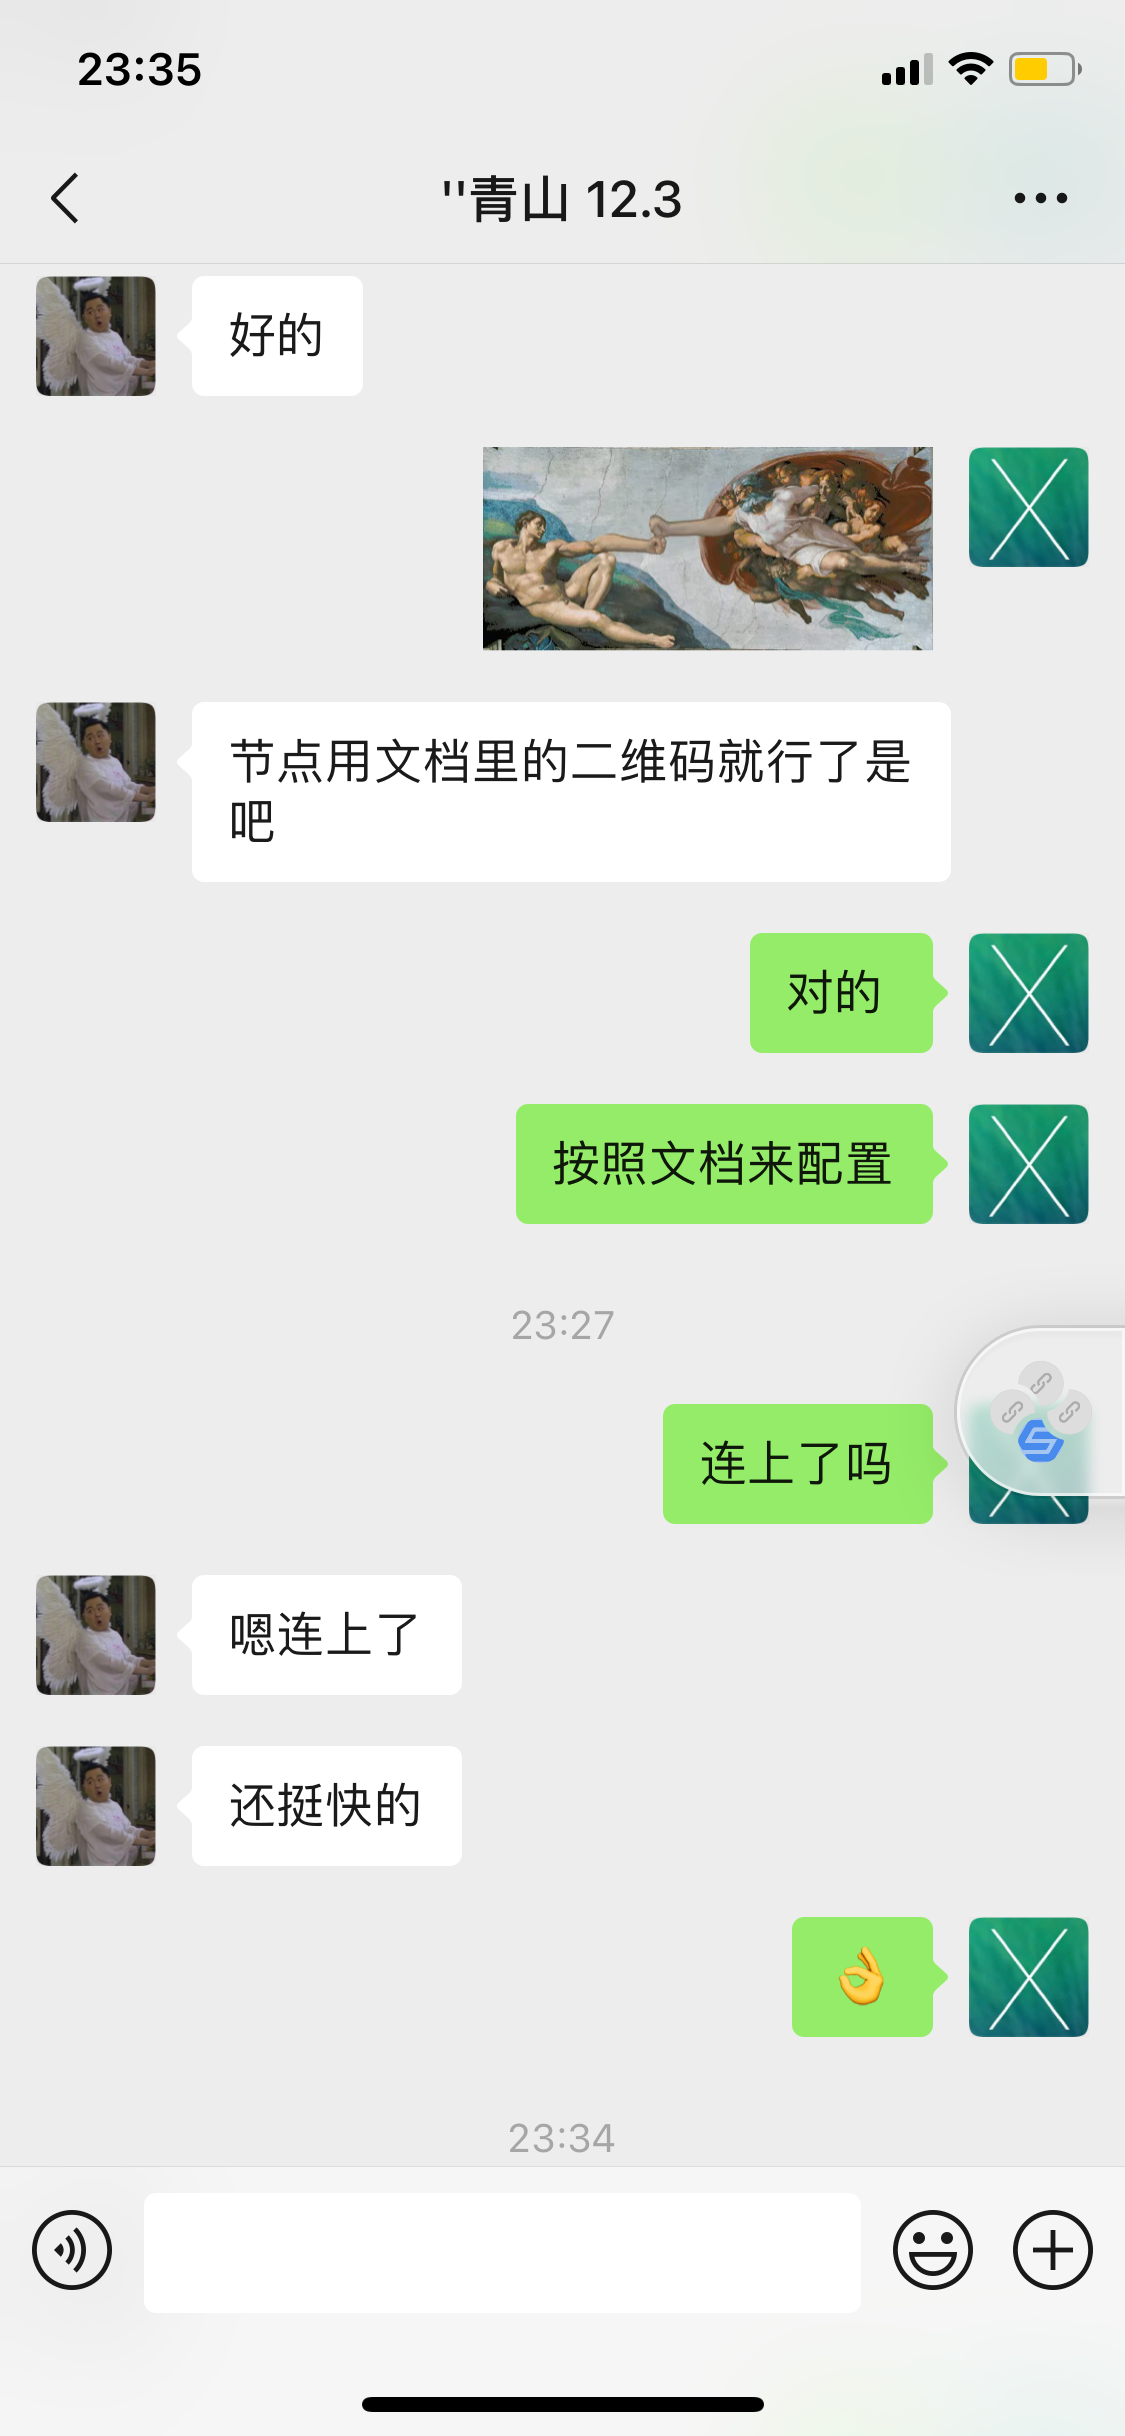 23:35
''青山 12.3
好的
节点用文档里的二维码就行了是
吧
对的
按照文档来配置
23:27
连上了吗
嗯连上了
还挺快的
👌
23:34